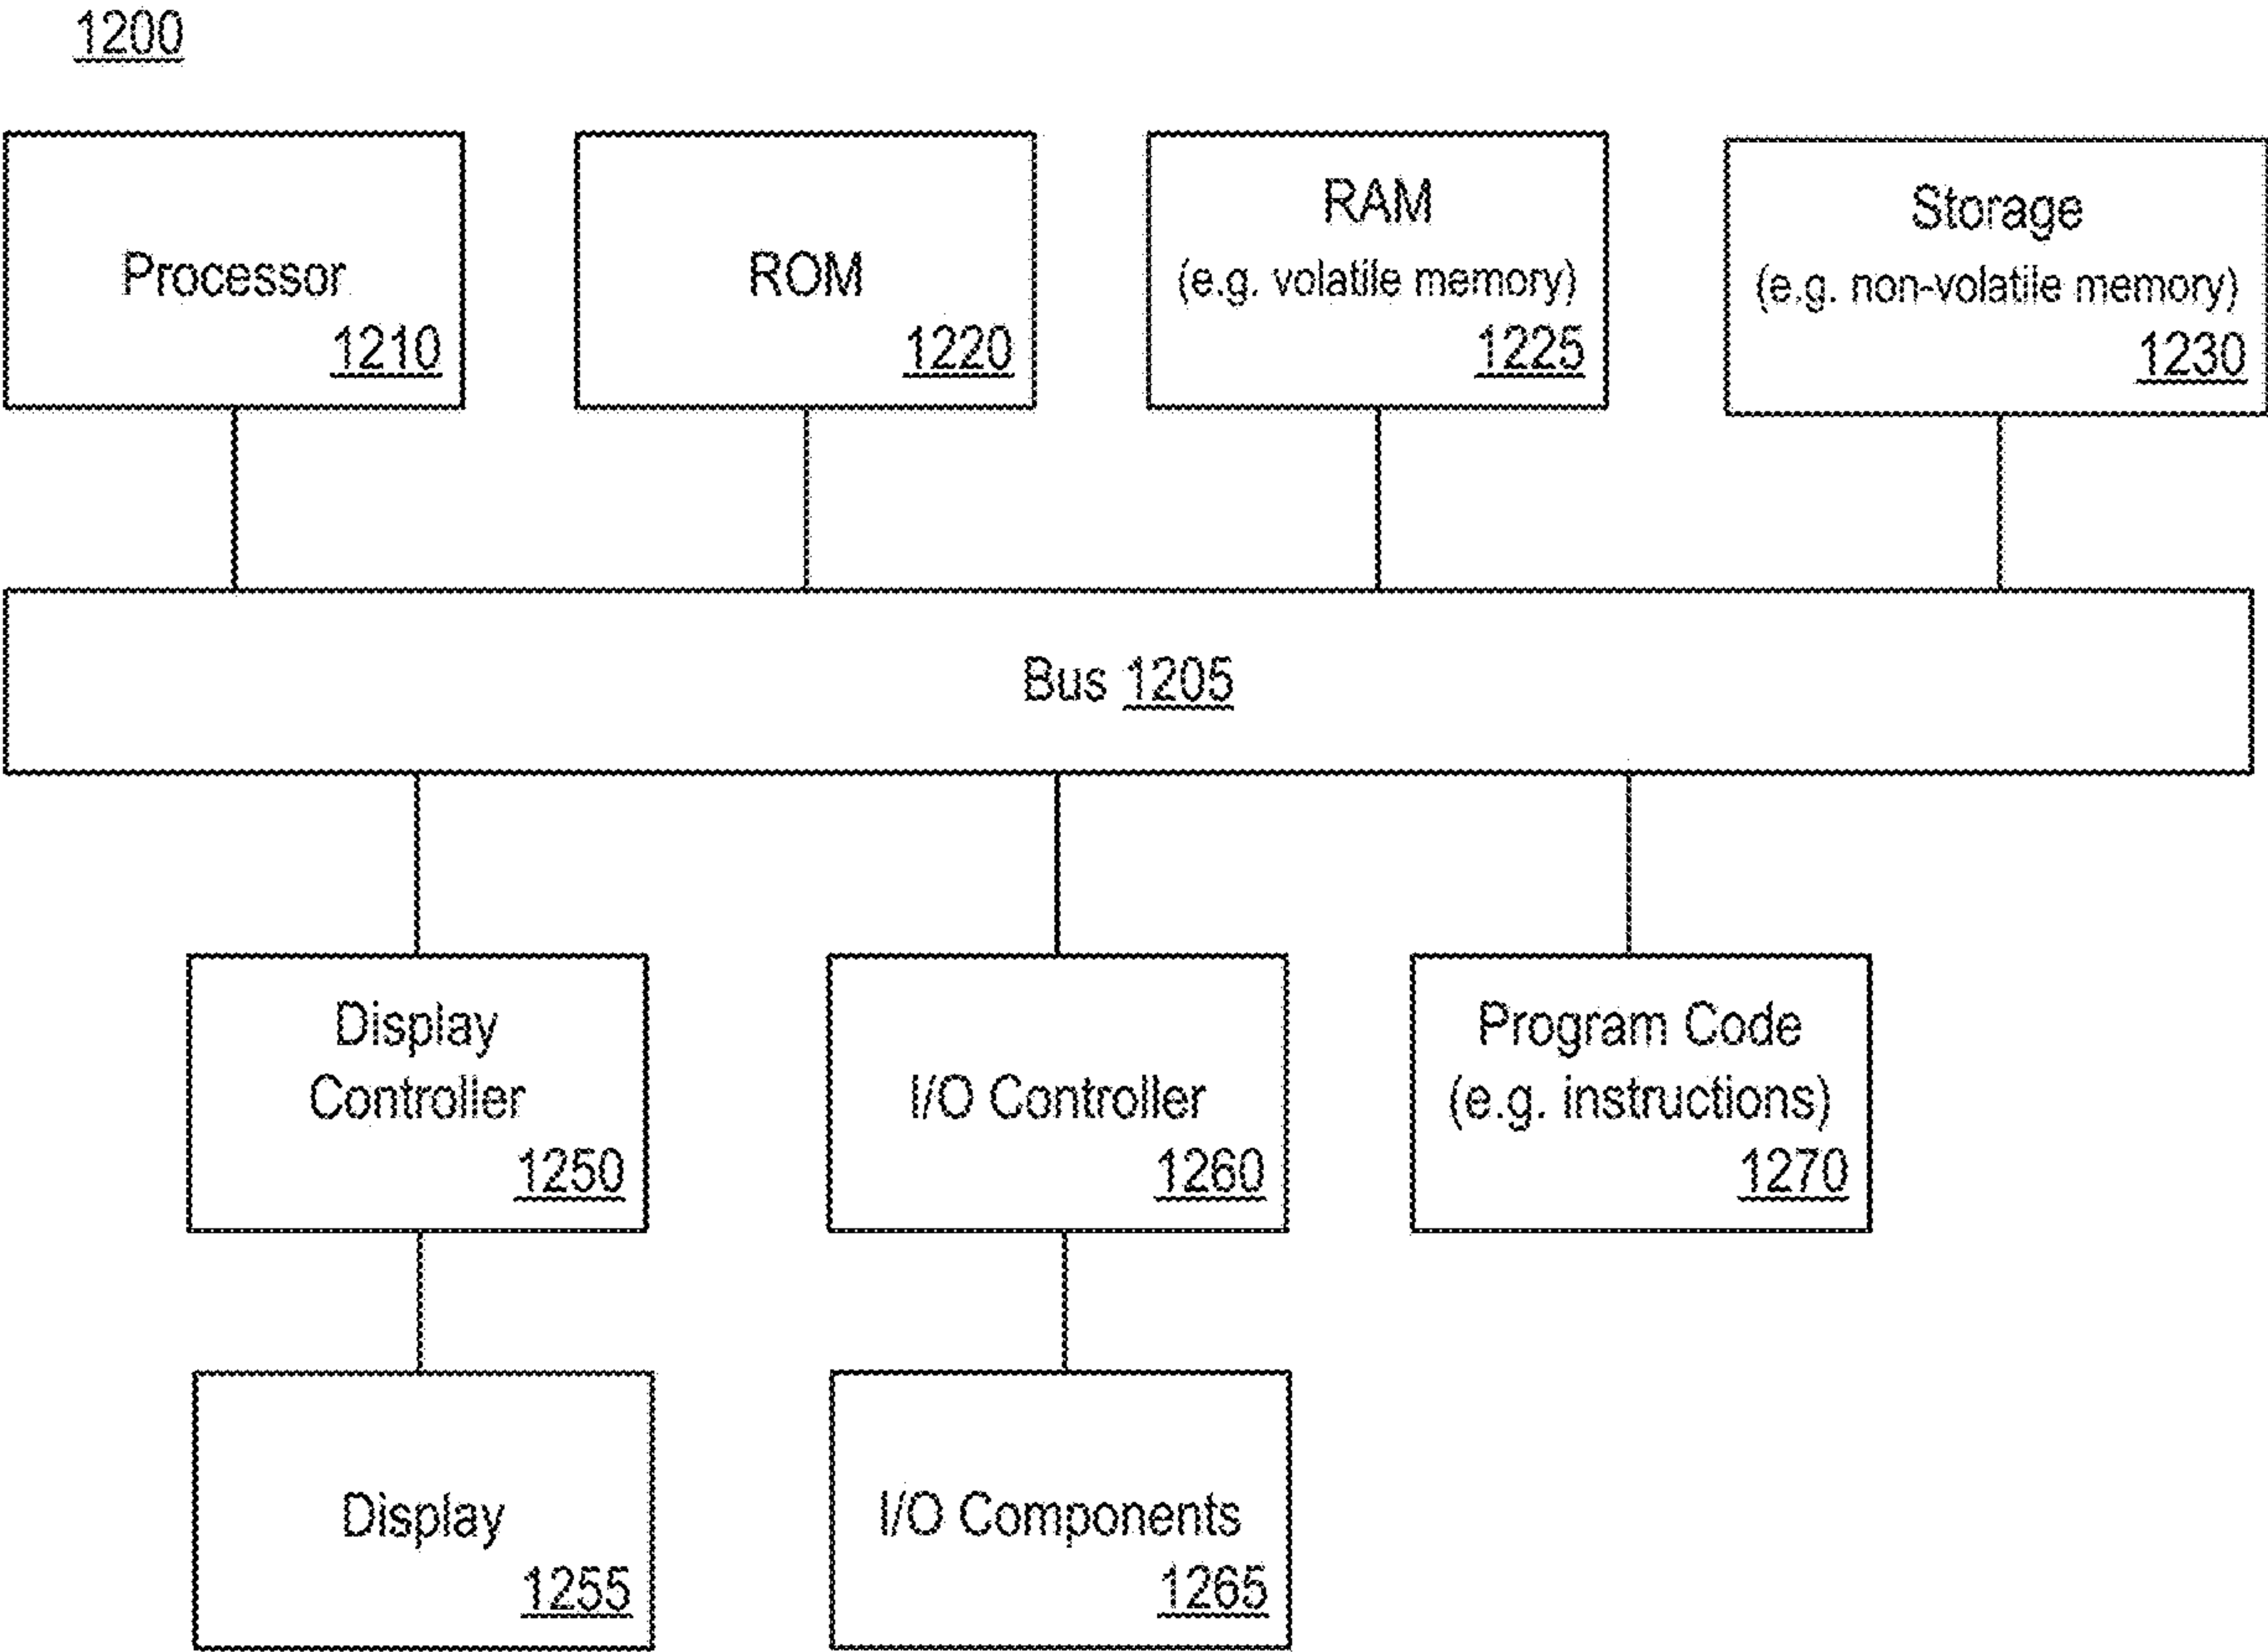 1200
Processor
1210
ROM
1220
RAM
(e.g. volatile memory)
1225
Storage
(e.g. non-volatile memory)
1230
Bus 1205
Display
Controller
1250
I/O Controller
1260
Program Code
(e.g. instructions)
1270
Display
1255
I/O Components
1265